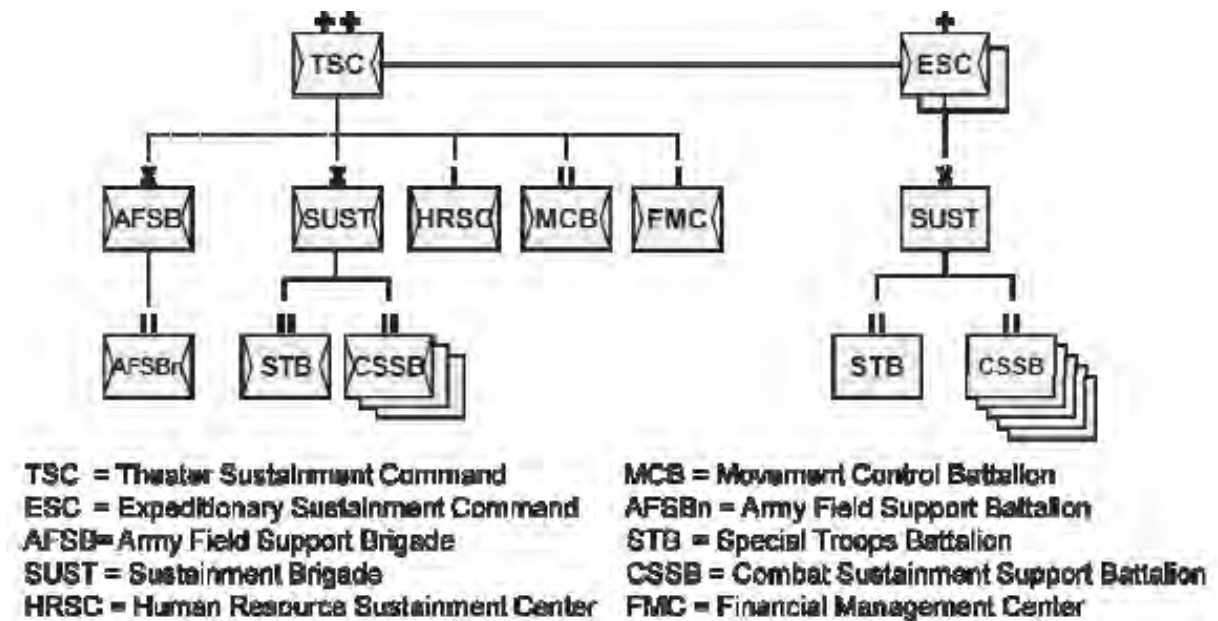 TSC ESC
AFSB SUST HRSC MCB FMC SUST
AFSBn STB CSSB STB CSSB
TSC = Theater Sustainment Command
ESC = Expeditionary Sustainment Command
AFSB= Army Field Support Brigade
SUST = Sustainment Brigade
HRSC = Human Resource Sustainment Center
MCB = Movement Control Battalion
AFSBn = Army Field Support Battalion
STB = Special Troops Battalion
CSSB = Combat Sustainment Support Battalion
FMC = Financial Management Center